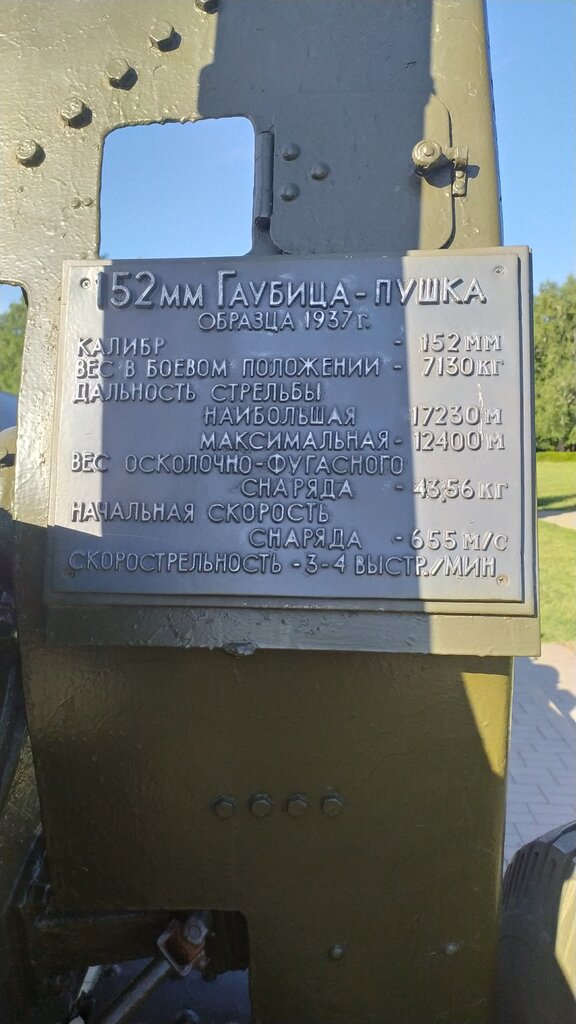 152мм Гаубица-пушка
образца 1937г.
калибр - 152мм
вес в боевом положении - 7130кг
дальность стрельбы
наибольшая 17230м
максимальная - 12400м
вес осколочно-фугасного
снаряда - 43,56кг
начальная скорость
снаряда - 655м/с
скорострельность - 3-4 выстр./мин.